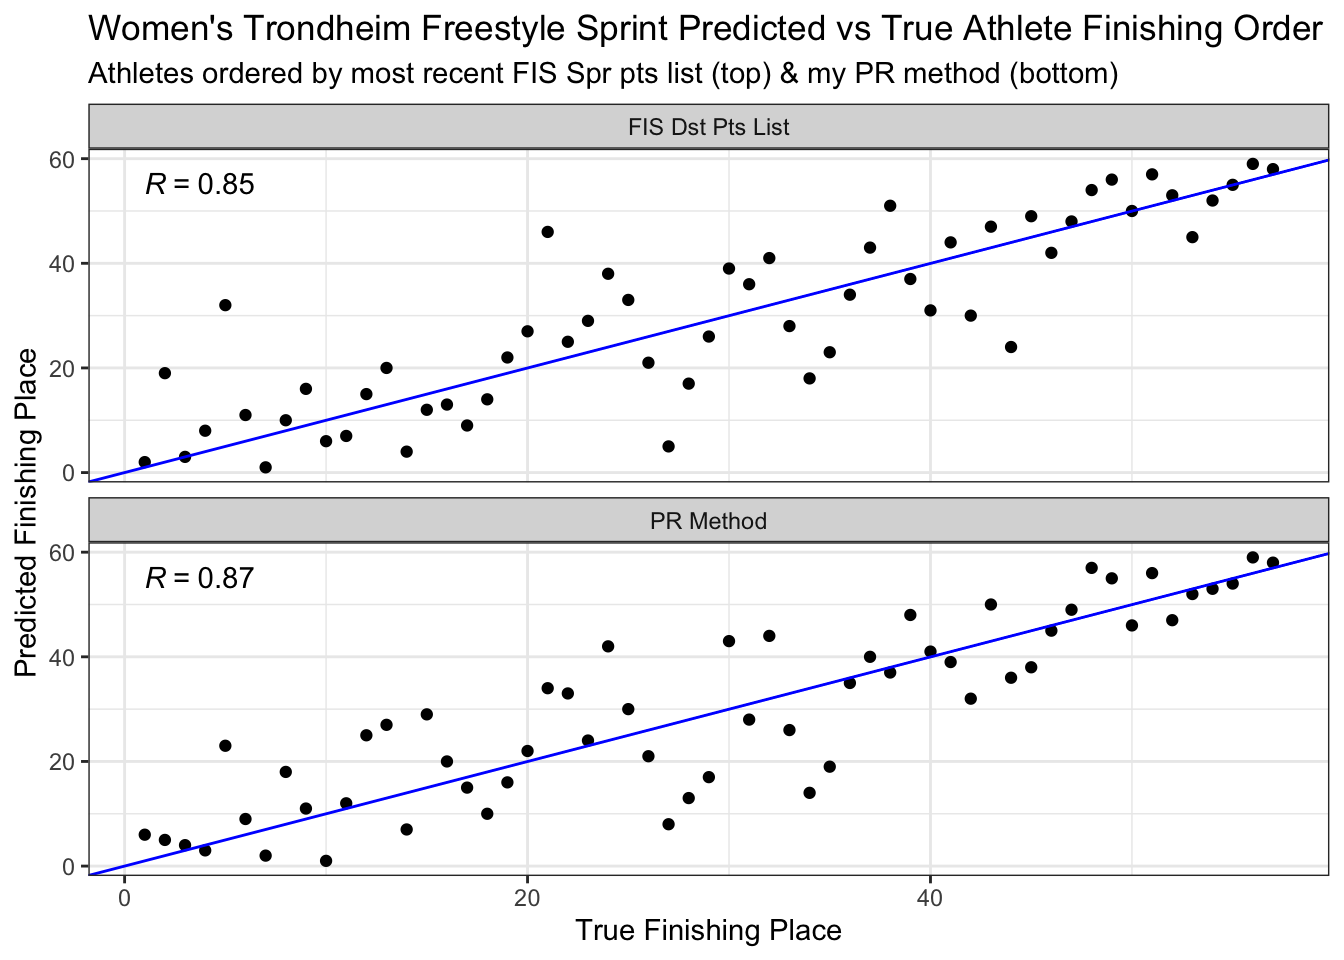 Women's Trondheim Freestyle Sprint Predicted vs True Athlete Finishing Order
Athletes ordered by most recent FIS Spr pts list (top) & my PR method (bottom)
FIS Dst Pts List
R = 0.85
60
40
20
0
PR Method
R = 0.87
60
40
20
0
0 20 40
True Finishing Place
Predicted Finishing Place